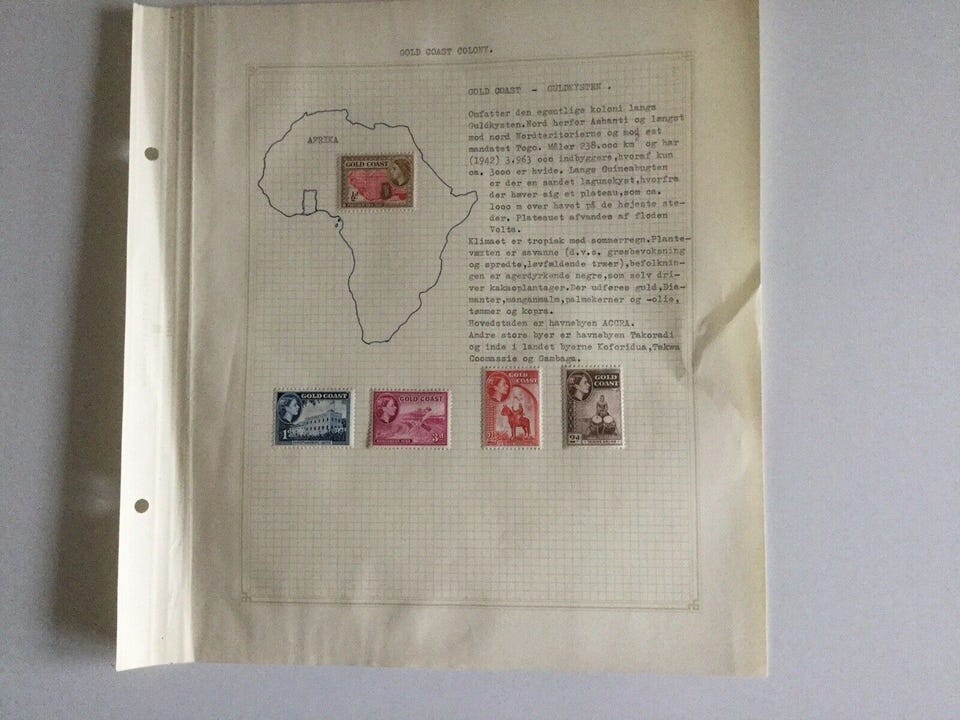 GOLD COAST COLONY.
GOLD COAST - GULDKYSTEN .
Omfatter den egentlige koloni langs
Guldkysten.Nord herfor Ashanti og længst
mod nord Nordteritorierne og mod øst
mandatet Togo. Måler 238.000 km² og har
(1942) 3.963 000 indbyggere,hvoraf kun
ca. 3000 er hvide. Langs Guineabugten
er der en sandet lagunekyst,hvorfra
der hæver sig et plateau,som ca.
1000 m over havet på de højeste ste-
der. Plateauet afvandes af floden
Volta.
Klimaet er tropisk med sommerregn.Plante-
væxten er savanne (d.v.s. græsbevoksning
og spredte,løvfældende træer),befolknin-
gen er agerdyrkende negre,som selv dri-
ver kakaoplantager.Der udføres guld,Dia-
manter,manganmalm,palmekerner og -olie,
tømmer og kopra.
Hovedstaden er havnebyen ACCRA.
Andre store byer er havnebyen Takoradi
og inde i landet byerne Koforidua,Takwa
Coomassie og Gambaga.
AFRIKA
GOLD COAST
GOLD COAST
1d
GOLD COAST
3d
GOLD
COAST
GOLD
COAST
2d